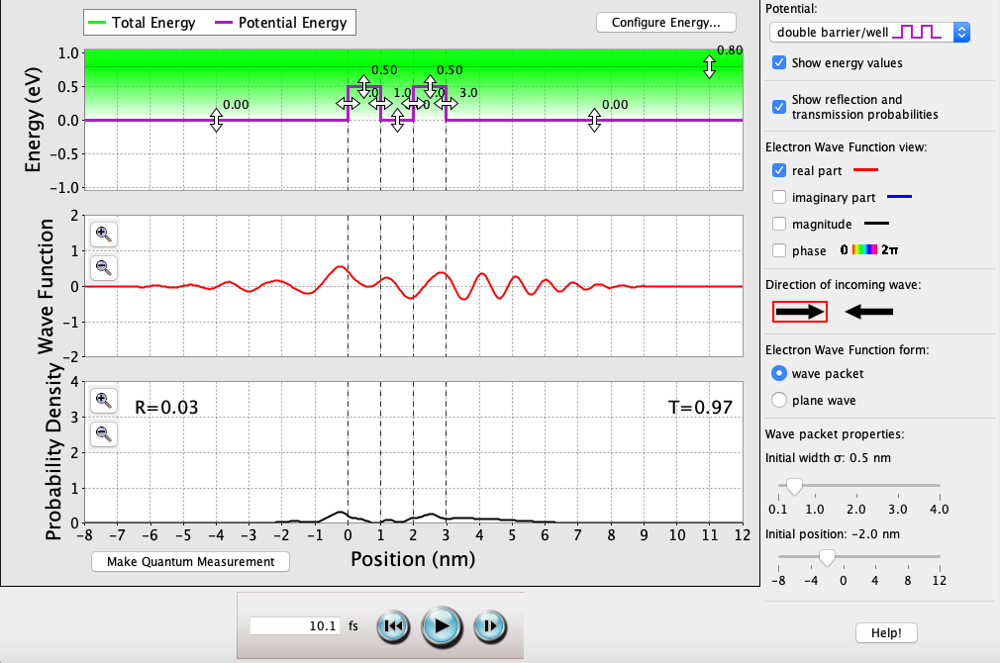 Total Energy Potential Energy
Configure Energy...
Energy (eV)
1.0
0.5
0.0
-0.5
-1.0
0.00
0.50
0.50
1.0
3.0
0.00
0.80
Wave Function
2
1
0
-1
-2
Probability Density
4
3
2
1
0
R=0.03
T=0.97
-8 -7 -6 -5 -4 -3 -2 -1 0 1 2 3 4 5 6 7 8 9 10 11 12
Position (nm)
Make Quantum Measurement
10.1 fs
Potential:
double barrier/well
Show energy values
Show reflection and
transmission probabilities
Electron Wave Function view:
real part
imaginary part
magnitude
phase 0 2π
Direction of incoming wave:
Electron Wave Function form:
wave packet
plane wave
Wave packet properties:
Initial width σ: 0.5 nm
0.1 1.0 2.0 3.0 4.0
Initial position: -2.0 nm
-8 -4 0 4 8 12
Help!